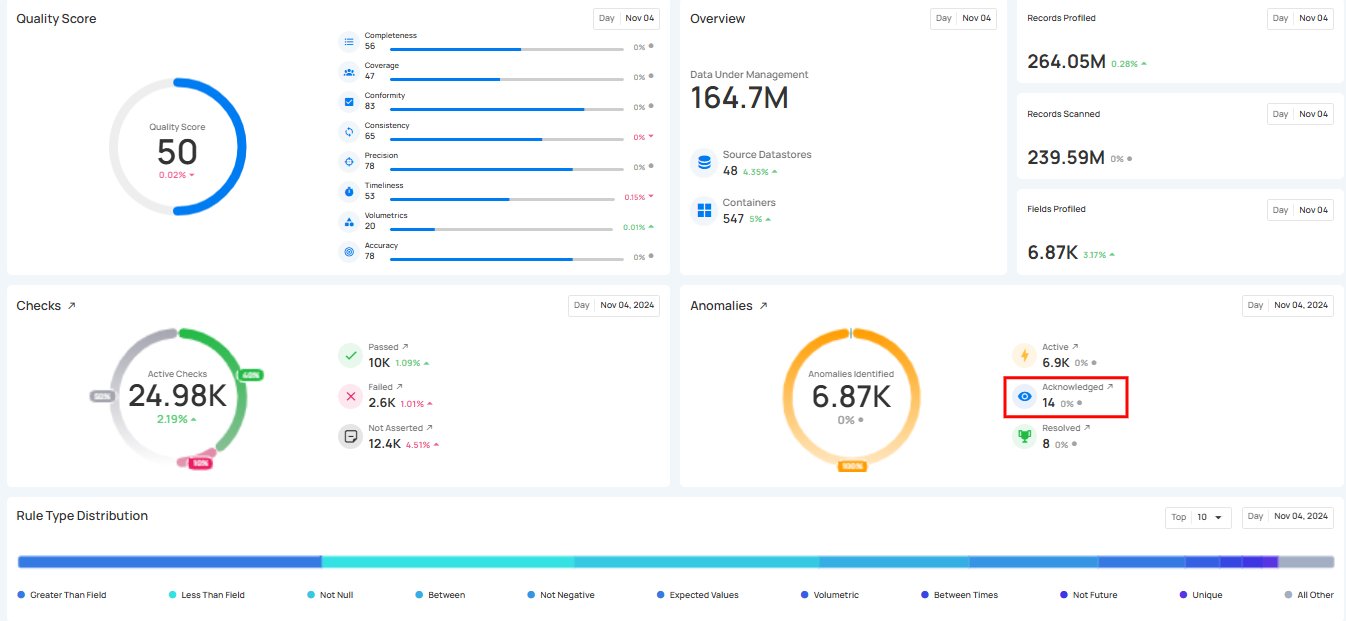 Quality Score
Day Nov 04
Quality Score
50
0.02%
Completeness
56
0%
Coverage
47
0%
Conformity
83
0%
Consistency
65
0%
Precision
78
0%
Timeliness
53
0.15%
Volumetrics
20
0.01%
Accuracy
78
0%
Overview
Day Nov 04
Data Under Management
164.7M
Source Datastores
48 4.35%
Containers
547 5%
Records Profiled
Day Nov 04
264.05M 0.28%
Records Scanned
Day Nov 04
239.59M 0%
Fields Profiled
Day Nov 04
6.87K 3.17%
Checks
Day Nov 04, 2024
Active Checks
24.98K
2.19%
40%
50%
10%
Passed
10K 1.09%
Failed
2.6K 1.01%
Not Asserted
12.4K 4.51%
Anomalies
Day Nov 04, 2024
Anomalies Identified
6.87K
0%
100%
Active
6.9K 0%
Acknowledged
14 0%
Resolved
8 0%
Rule Type Distribution
Top 10
Day Nov 04, 2024
Greater Than Field Less Than Field Not Null Between Not Negative Expected Values Volumetric Between Times Not Future Unique All Other